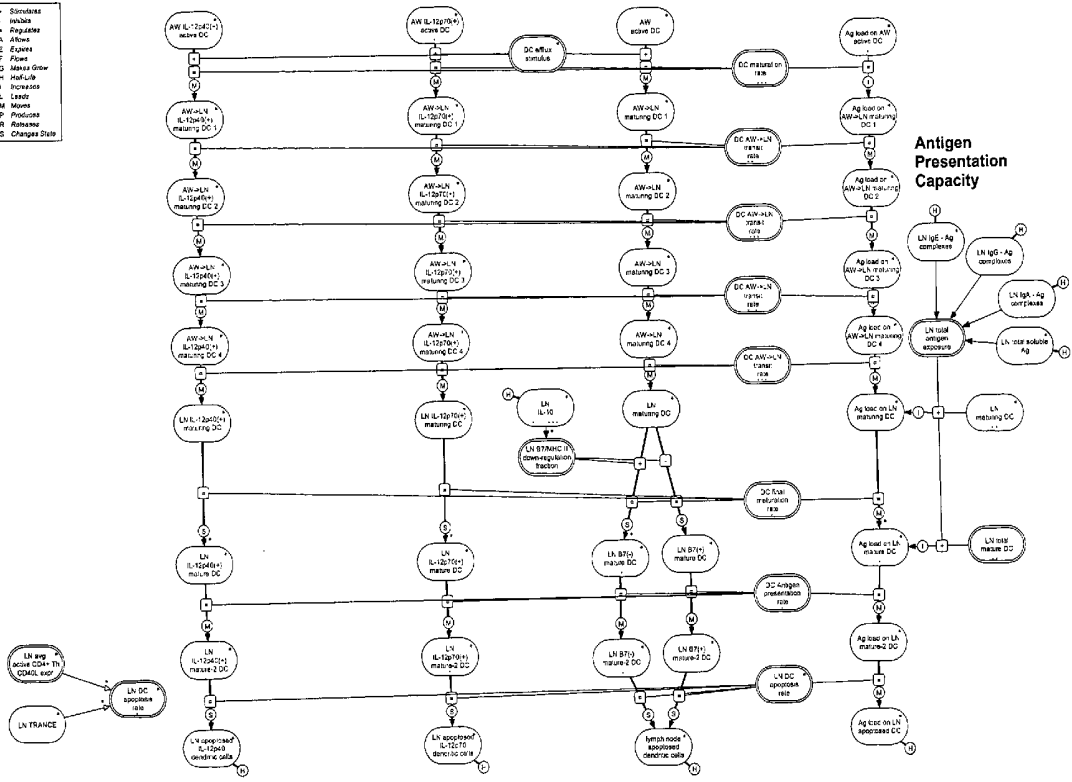 Stimulates
Inhibits
Regulates
A Allows
E Expires
F Flows
G Makes Grow
H Half-Life
I Increases
L Leads
M Moves
P Produces
R Releases
S Changes State
AW IL-12p40(+)
active DC
AW IL-12p70(+)
active DC
AW
active DC
Ag load on AW
active DC
DC efflux
stimulus
DC maturation
rate
M
M
M
I
AW->LN
IL-12p40(+)
maturing DC 1
AW->LN
IL-12p70(+)
maturing DC 1
AW->LN
maturing DC 1
Ag load on
AW->LN maturing
DC 1
DC AW->LN
transit
rate
M
M
M
M
Antigen
Presentation
Capacity
AW->LN
IL-12p40(+)
maturing DC 2
AW->LN
IL-12p70(+)
maturing DC 2
AW->LN
maturing DC 2
Ag load on
AW->LN maturing
DC 2
DC AW->LN
transit
rate
M
M
M
M
H
LN IgE - Ag
complexes
H
LN IgG - Ag
complexes
H
LN IgA - Ag
complexes
LN total soluble
Ag
H
LN total
antigen
exposure
AW->LN
IL-12p40(+)
maturing DC 3
AW->LN
IL-12p70(+)
maturing DC 3
AW->LN
maturing DC 3
Ag load on
AW->LN maturing
DC 3
DC AW->LN
transit
rate
M
M
M
M
AW->LN
IL-12p40(+)
maturing DC 4
AW->LN
IL-12p70(+)
maturing DC 4
AW->LN
maturing DC 4
Ag load on
AW->LN maturing
DC 4
DC AW->LN
transit
rate
M
M
M
M
LN IL-12p40(+)
maturing DC
LN IL-12p70(+)
maturing DC
H
LN
IL-10
LN
maturing DC
Ag load on LN
maturing DC
I
LN
maturing DC
LN B7/MHC II
down-regulation
fraction
DC final
maturation
rate
S
S
S
S
M
LN
IL-12p40(+)
mature DC
LN
IL-12p70(+)
mature DC
LN B7(-)
mature DC
LN B7(+)
mature DC
Ag load on LN
mature DC
I
LN total
mature DC
DC Antigen
presentation
rate
M
M
M
M
M
LN
IL-12p40(+)
mature-2 DC
LN
IL-12p70(+)
mature-2 DC
LN B7(-)
mature-2 DC
LN B7(+)
mature-2 DC
Ag load on LN
mature-2 DC
LN avg
active CD4+ Th
CD40L expr
LN DC
apoptosis
rate
LN TRANCE
LN DC
apoptosis
rate
S
S
S
S
M
LN apoptosed
IL-12p40
dendritic cells
H
LN apoptosed
IL-12p70
dendritic cells
H
lymph node
apoptosed
dendritic cells
H
Ag load on LN
apoptosed DC
H